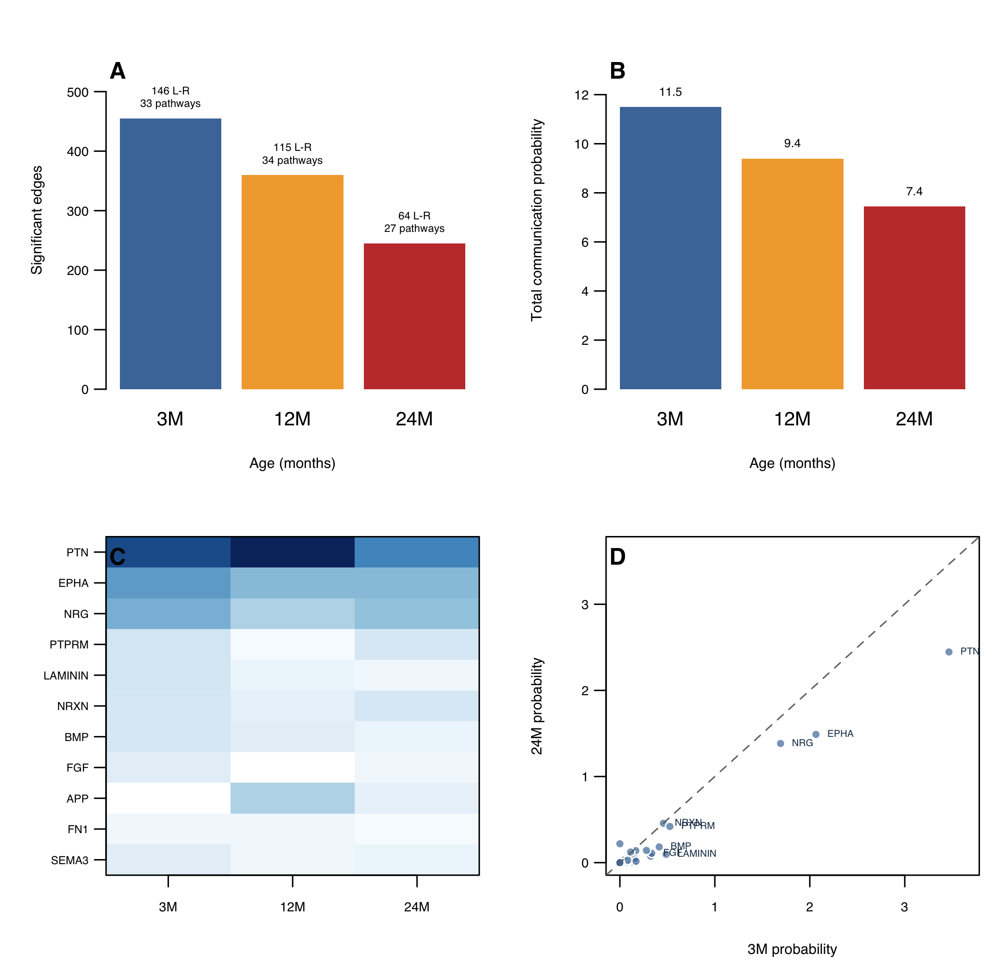 A
500
400
300
200
100
0
Significant edges
146 L-R
33 pathways
115 L-R
34 pathways
64 L-R
27 pathways
3M
12M
24M
Age (months)
B
12
10
8
6
4
2
0
Total communication probability
11.5
9.4
7.4
3M
12M
24M
Age (months)
C
PTN
EPHA
NRG
PTPRM
LAMININ
NRXN
BMP
FGF
APP
FN1
SEMA3
3M
12M
24M
D
3
2
1
0
24M probability
PTN
EPHA
NRG
NRXN
PTPRM
BMP
FGF
LAMININ
0
1
2
3
3M probability